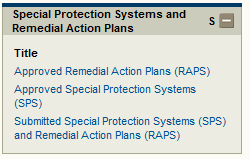 Special Protection Systems and
Remedial Action Plans
S
Title
Approved Remedial Action Plans (RAPS)
Approved Special Protection Systems
(SPS)
Submitted Special Protection Systems (SPS)
and Remedial Action Plans (RAPS)